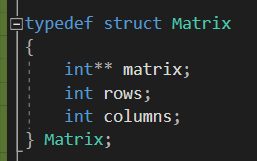 typedef struct Matrix
{
int** matrix;
int rows;
int columns;
} Matrix;